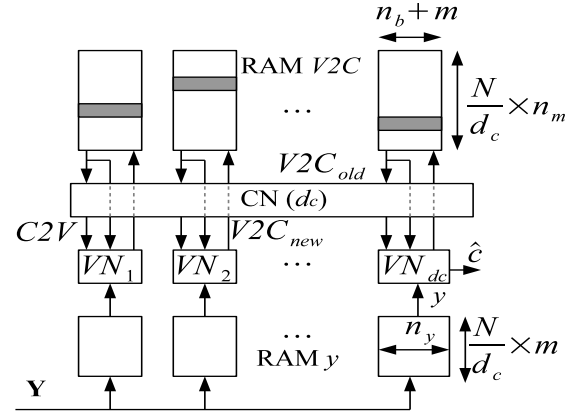 n_b + m
RAM V2C
...
N/d_c × n_m
V2C_old
CN (d_c)
C2V
V2C_new
VN_1
VN_2
...
VN_dc
ĉ
y
...
n_y
N/d_c × m
RAM y
Y